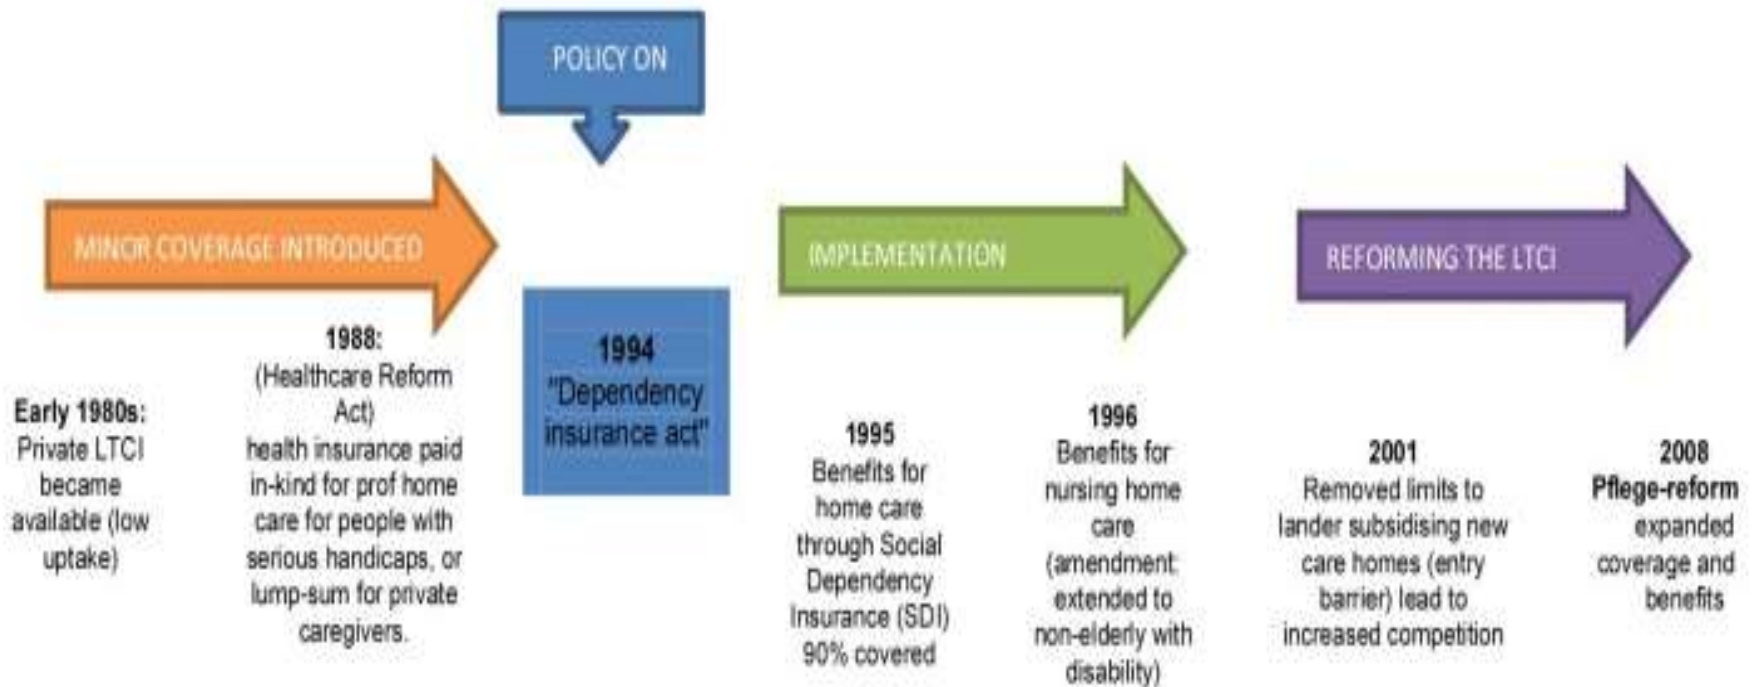 POLICY ON
MINOR COVERAGE INTRODUCED
IMPLEMENTATION
REFORMING THE LTCI
Early 1980s:
Private LTCI
became
available (low
uptake)
1988:
(Healthcare Reform
Act)
health insurance paid
in-kind for prof home
care for people with
serious handicaps, or
lump-sum for private
caregivers.
1994
"Dependency
insurance act"
1995
Benefits for
home care
through Social
Dependency
Insurance (SDI)
90% covered
1996
Benefits for
nursing home
care
(amendment:
extended to
non-elderly with
disability)
2001
Removed limits to
lander subsidising new
care homes (entry
barrier) lead to
increased competition
2008
Pflege-reform
expanded
coverage and
benefits